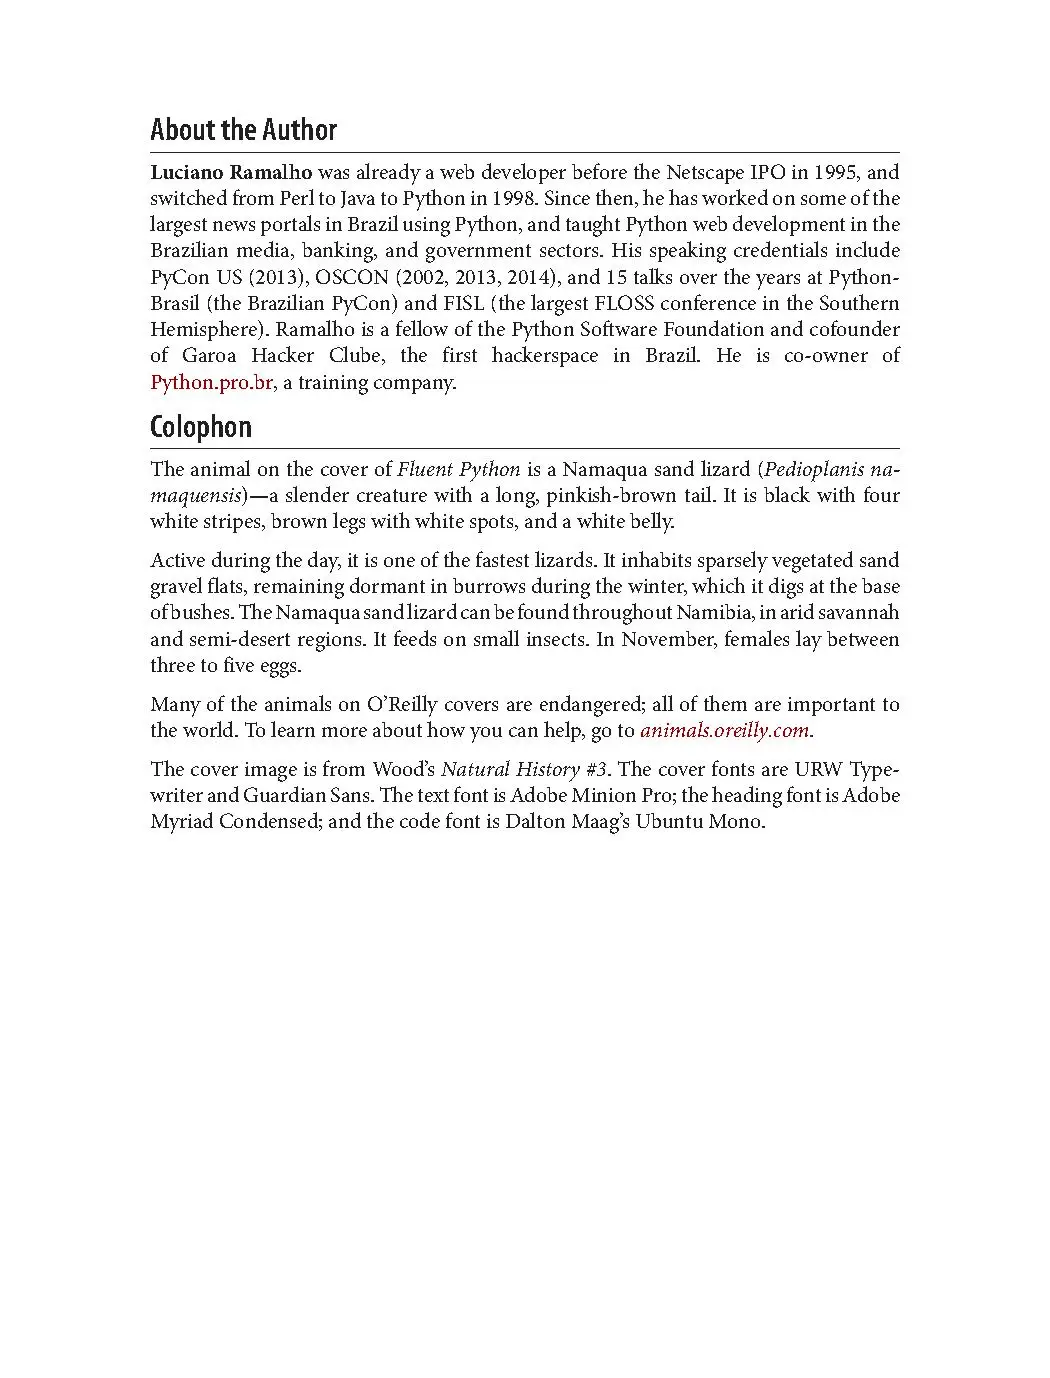 About the Author
Luciano Ramalho was already a web developer before the Netscape IPO in 1995, and
switched from Perl to Java to Python in 1998. Since then, he has worked on some of the
largest news portals in Brazil using Python, and taught Python web development in the
Brazilian media, banking, and government sectors. His speaking credentials include
PyCon US (2013), OSCON (2002, 2013, 2014), and 15 talks over the years at Python-
Brasil (the Brazilian PyCon) and FISL (the largest FLOSS conference in the Southern
Hemisphere). Ramalho is a fellow of the Python Software Foundation and cofounder
of Garoa Hacker Clube, the first hackerspace in Brazil. He is co-owner of
Python.pro.br, a training company.
Colophon
The animal on the cover of Fluent Python is a Namaqua sand lizard (Pedioplanis na-
maquensis)—a slender creature with a long, pinkish-brown tail. It is black with four
white stripes, brown legs with white spots, and a white belly.
Active during the day, it is one of the fastest lizards. It inhabits sparsely vegetated sand
gravel flats, remaining dormant in burrows during the winter, which it digs at the base
of bushes. The Namaqua sand lizard can be found throughout Namibia, in arid savannah
and semi-desert regions. It feeds on small insects. In November, females lay between
three to five eggs.
Many of the animals on O’Reilly covers are endangered; all of them are important to
the world. To learn more about how you can help, go to animals.oreilly.com.
The cover image is from Wood’s Natural History #3. The cover fonts are URW Type-
writer and Guardian Sans. The text font is Adobe Minion Pro; the heading font is Adobe
Myriad Condensed; and the code font is Dalton Maag’s Ubuntu Mono.